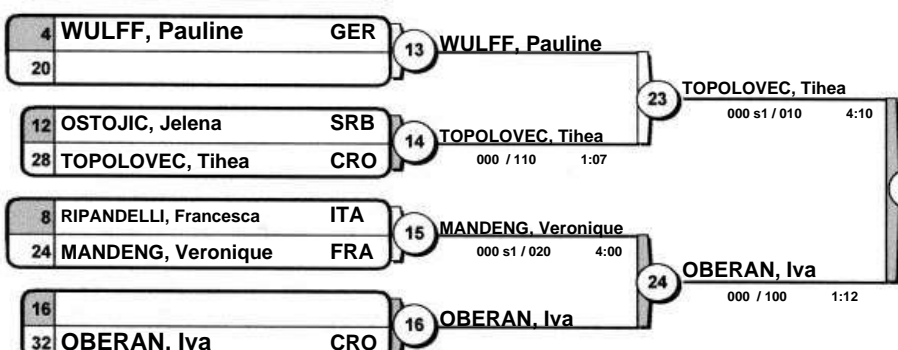 4 WULFF, Pauline GER
20
13 WULFF, Pauline
12 OSTOJIC, Jelena SRB
28 TOPOLOVEC, Tihea CRO
14 TOPOLOVEC, Tihea
000 / 110 1:07
23 TOPOLOVEC, Tihea
000 s1 / 010 4:10
8 RIPANDELLI, Francesca ITA
24 MANDENG, Veronique FRA
15 MANDENG, Veronique
000 s1 / 020 4:00
16
32 OBERAN, Iva CRO
16 OBERAN, Iva
24 OBERAN, Iva
000 / 100 1:12